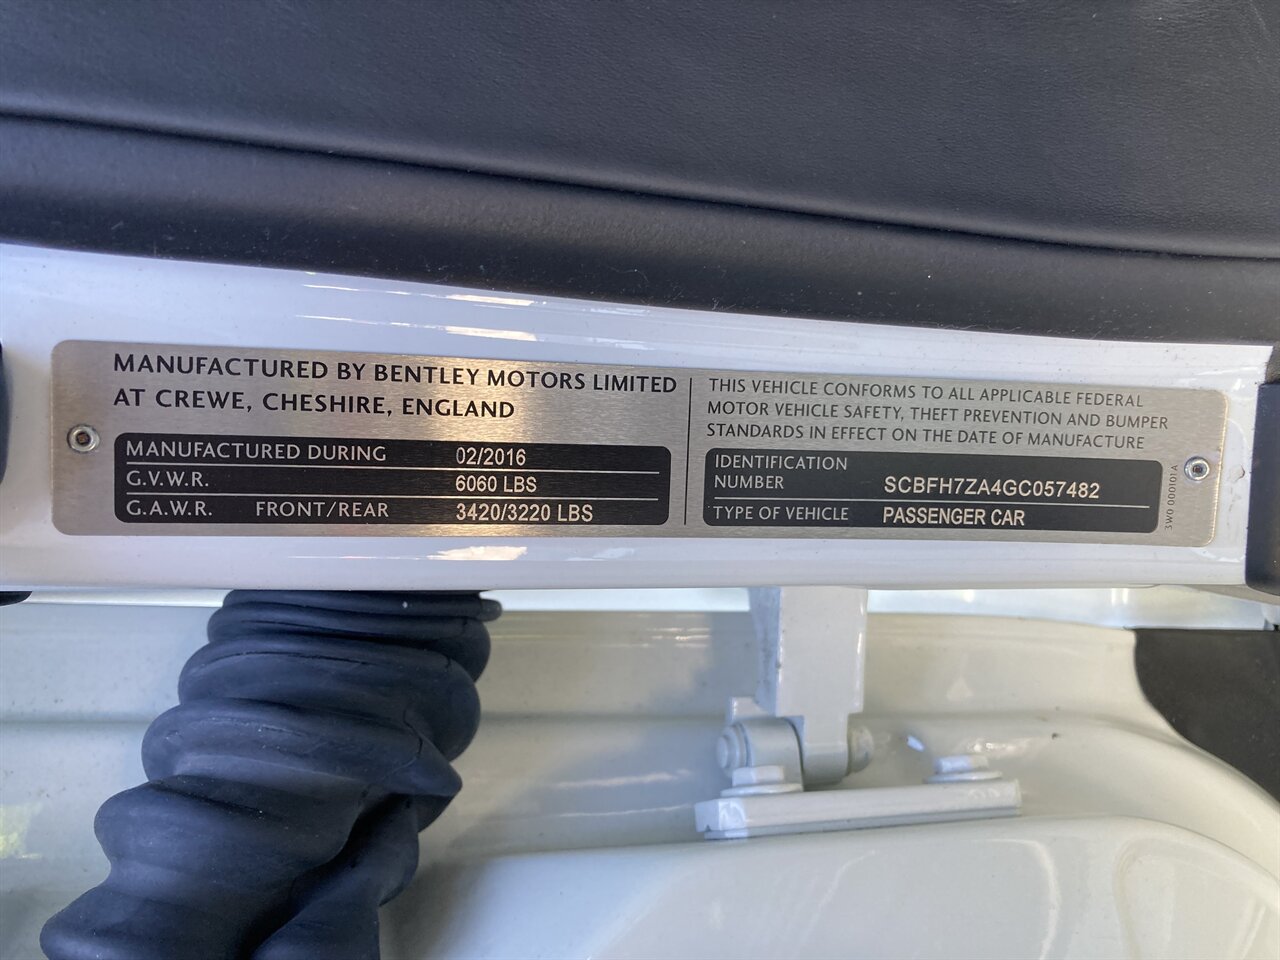 MANUFACTURED BY BENTLEY MOTORS LIMITED
AT CREWE, CHESHIRE, ENGLAND
MANUFACTURED DURING 02/2016
G.V.W.R. 6060 LBS
G.A.W.R. FRONT/REAR 3420/3220 LBS
THIS VEHICLE CONFORMS TO ALL APPLICABLE FEDERAL
MOTOR VEHICLE SAFETY, THEFT PREVENTION AND BUMPER
STANDARDS IN EFFECT ON THE DATE OF MANUFACTURE
IDENTIFICATION
NUMBER SCBFH7ZA4GC057482
TYPE OF VEHICLE PASSENGER CAR
3W0 000101A